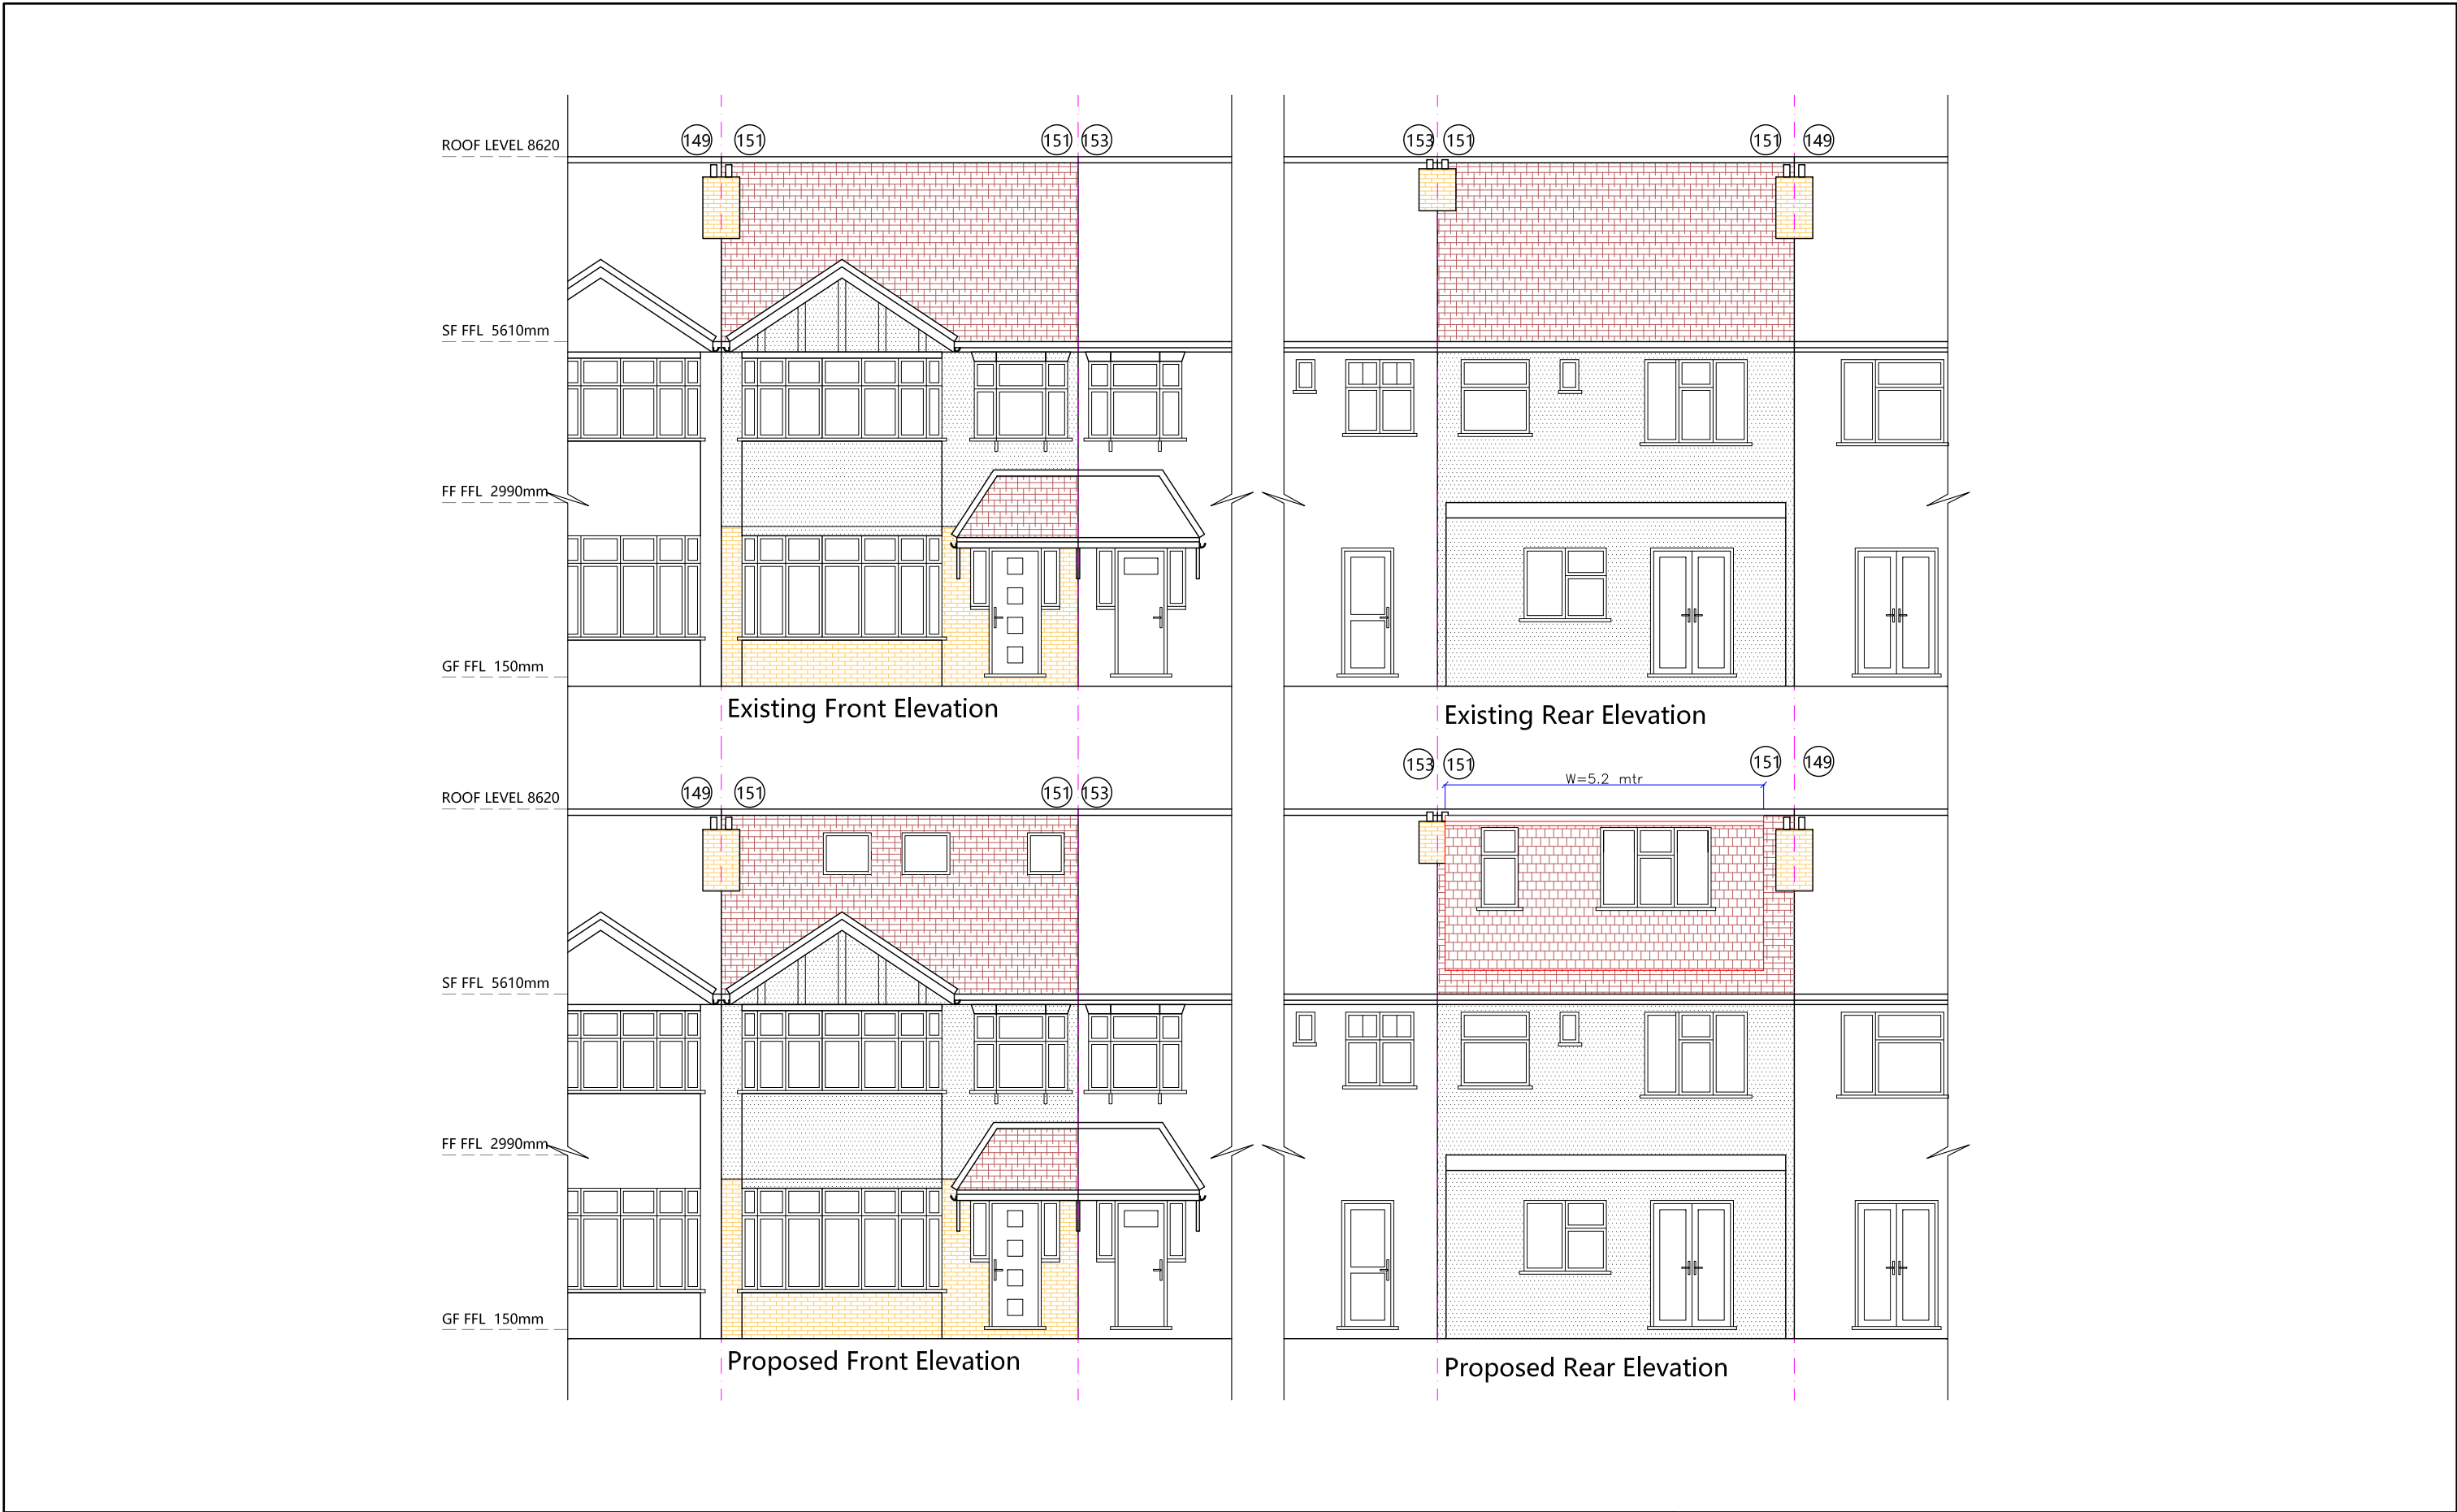 149 151 151 153 153 151 151 149
ROOF LEVEL 8620
SF FFL 5610mm
FF FFL 2990mm
GF FFL 150mm
Existing Front Elevation
Existing Rear Elevation
149 151 151 153 153 151 151 149
W=5.2 mtr
ROOF LEVEL 8620
SF FFL 5610mm
FF FFL 2990mm
GF FFL 150mm
Proposed Front Elevation
Proposed Rear Elevation